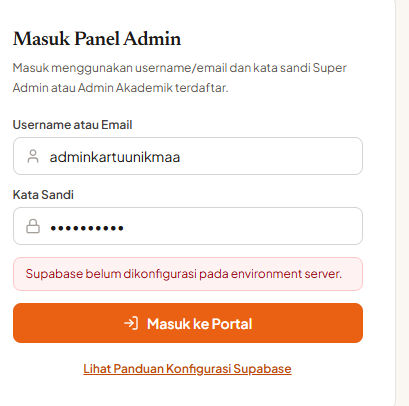 Masuk Panel Admin
Masuk menggunakan username/email dan kata sandi Super
Admin atau Admin Akademik terdaftar.
Username atau Email
adminkartuunikmaa
Kata Sandi
••••••••••
Supabase belum dikonfigurasi pada environment server.
Masuk ke Portal
Lihat Panduan Konfigurasi Supabase